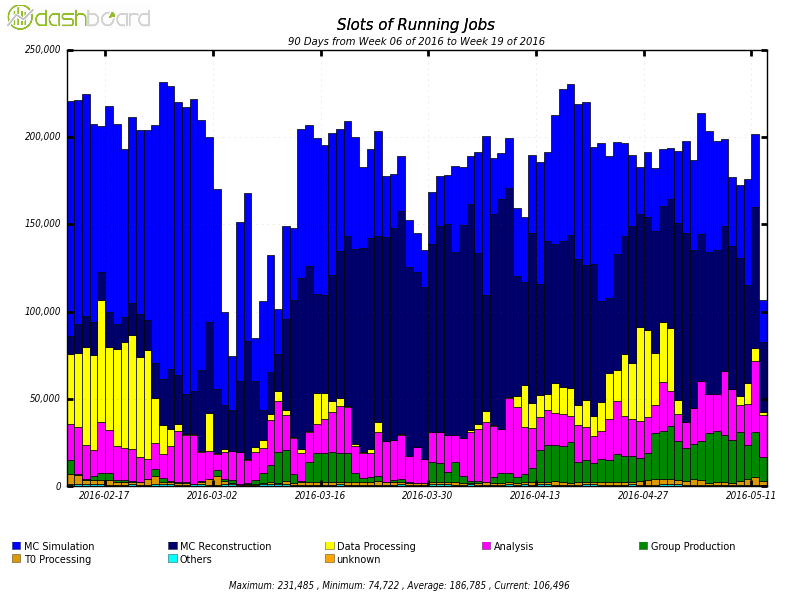 dashboard
Slots of Running Jobs
90 Days from Week 06 of 2016 to Week 19 of 2016
250,000
200,000
150,000
100,000
50,000
0
2016-02-17 2016-03-02 2016-03-16 2016-03-30 2016-04-13 2016-04-27 2016-05-11
MC Simulation MC Reconstruction Data Processing Analysis Group Production
T0 Processing Others unknown
Maximum: 231,485 , Minimum: 74,722 , Average: 186,785 , Current: 106,496